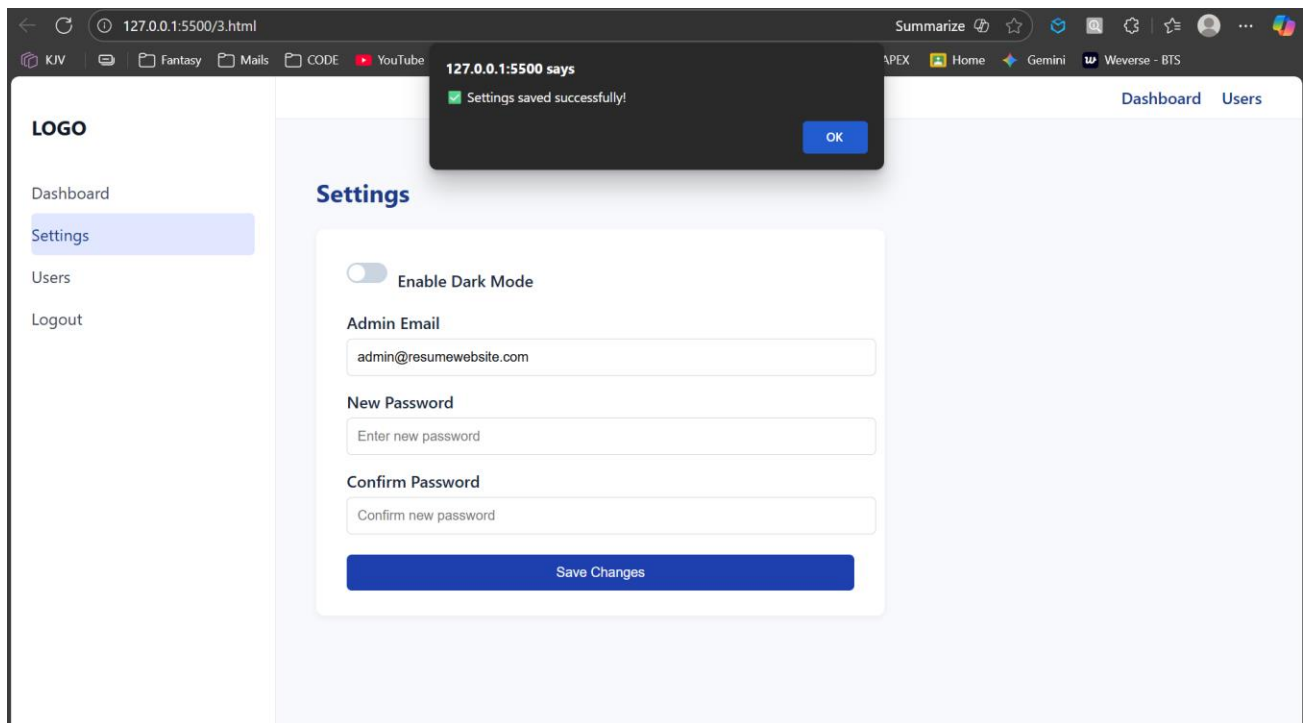 127.0.0.1:5500/3.html Summarize
KJV Fantasy Mails CODE YouTube APEX Home Gemini Weverse - BTS
127.0.0.1:5500 says
✅ Settings saved successfully!
OK
Dashboard Users
LOGO
Dashboard
Settings
Users
Logout
Settings
Enable Dark Mode
Admin Email
admin@resumewebsite.com
New Password
Enter new password
Confirm Password
Confirm new password
Save Changes